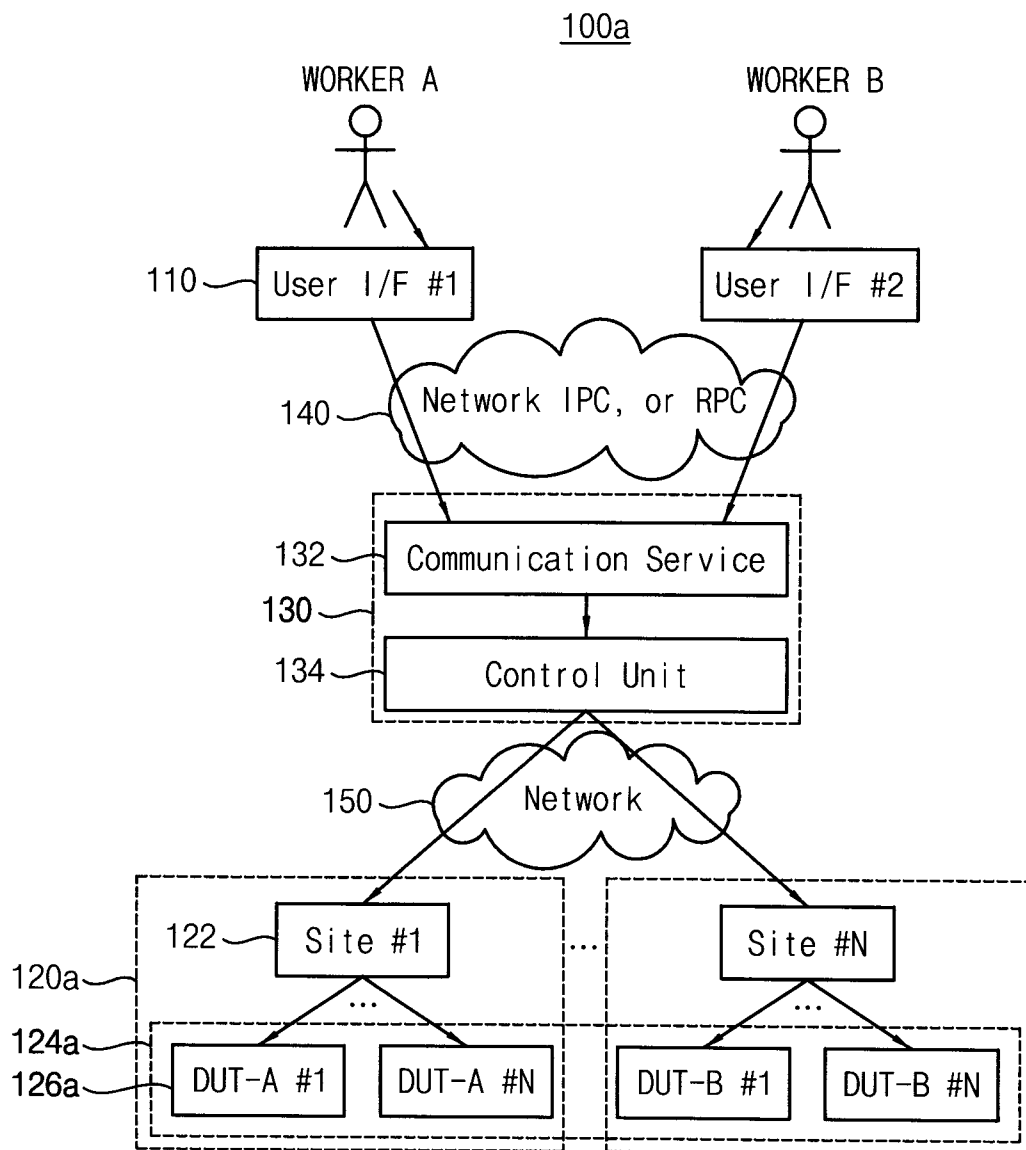 100a
WORKER A
WORKER B
110
User I/F #1
User I/F #2
140
Network IPC, or RPC
132
Communication Service
130
134
Control Unit
150
Network
122
Site #1
...
Site #N
120a
...
...
124a
126a
DUT-A #1
DUT-A #N
DUT-B #1
DUT-B #N